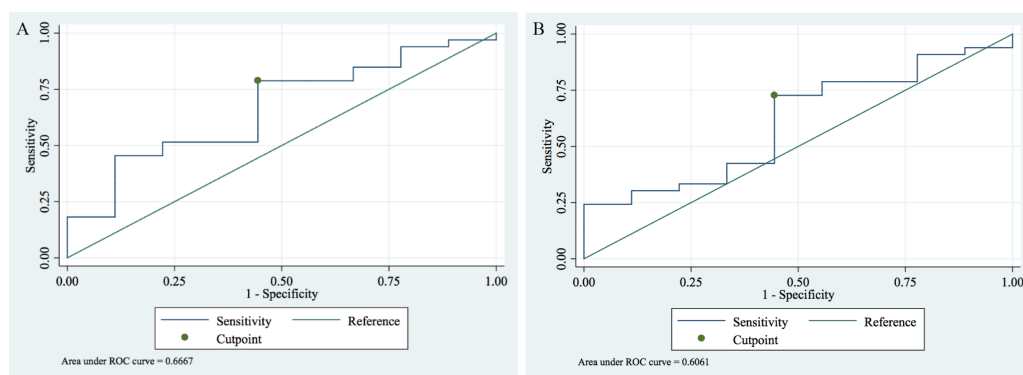 A
1.00
0.75
0.50
0.25
0.00
Sensitivity
0.00 0.25 0.50 0.75 1.00
1 - Specificity
Sensitivity Reference
Cutpoint
Area under ROC curve = 0.6667
B
1.00
0.75
0.50
0.25
0.00
Sensitivity
0.00 0.25 0.50 0.75 1.00
1 - Specificity
Sensitivity Reference
Cutpoint
Area under ROC curve = 0.6061